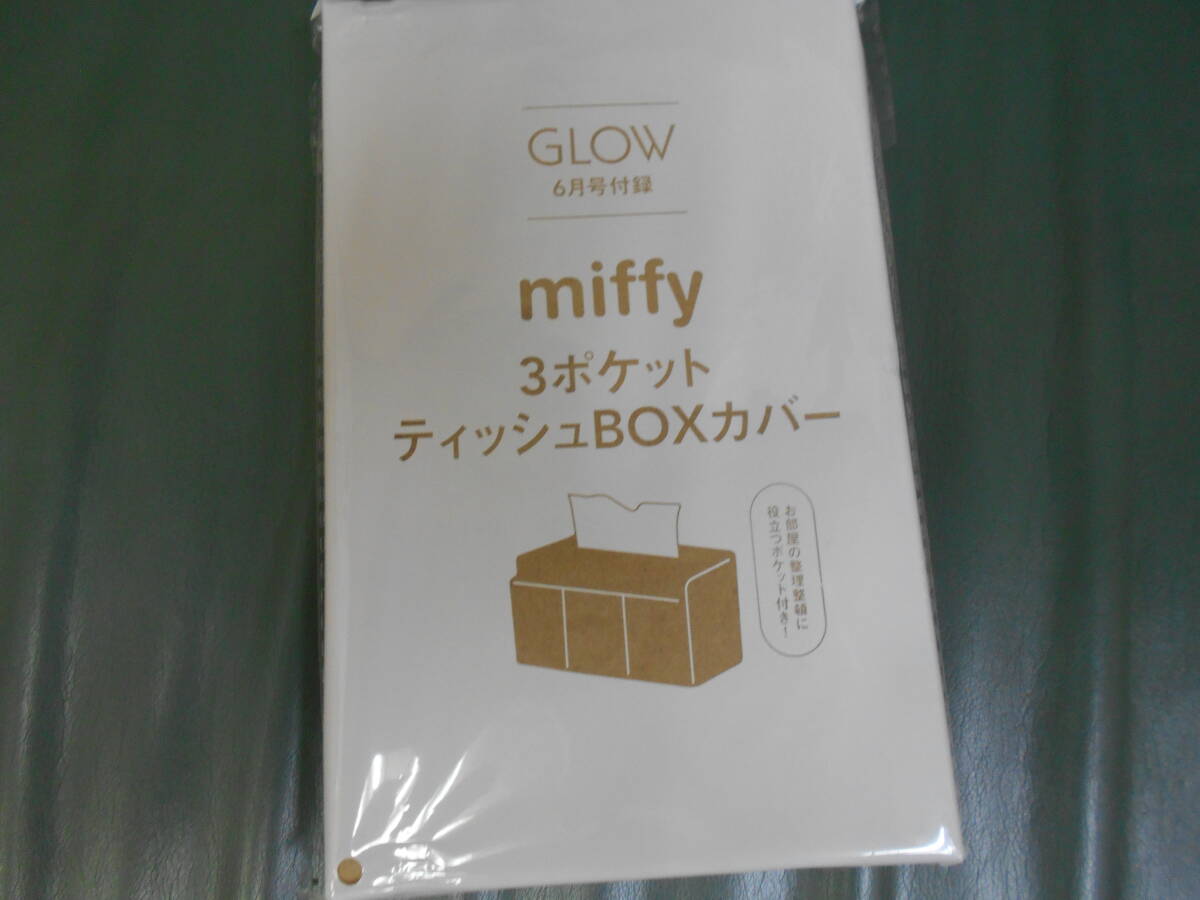 GLOW
6月号付録
miffy
3ポケット
ティッシュBOXカバー
お部屋の整理整頓に
役立つポケット付き!